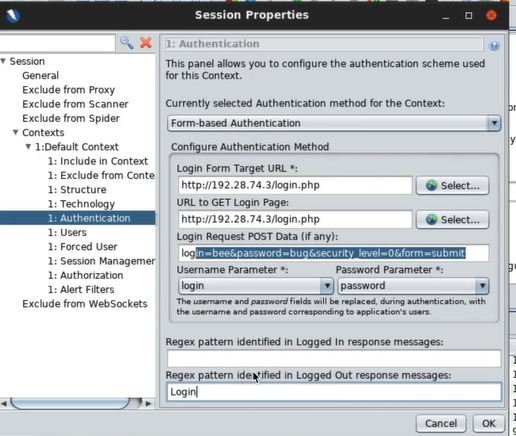 Session Properties
Session
General
Exclude from Proxy
Exclude from Scanner
Exclude from Spider
Contexts
1:Default Context
1: Include in Context
1: Exclude from Conte
1: Structure
1: Technology
1: Authentication
1: Users
1: Forced User
1: Session Managemer
1: Authorization
1: Alert Filters
Exclude from WebSockets
1: Authentication
This panel allows you to configure the authentication scheme used
for this Context.
Currently selected Authentication method for the Context:
Form-based Authentication
Configure Authentication Method
Login Form Target URL *:
http://192.28.74.3/login.php
Select...
URL to GET Login Page:
http://192.28.74.3/login.php
Select...
Login Request POST Data (if any):
login=bee&password=bug&security_level=0&form=submit
Username Parameter *:
Password Parameter *:
login
password
The username and password fields will be replaced, during authentication, with
the username and password corresponding to application's users.
Regex pattern identified in Logged In response messages:
Regex pattern identified in Logged Out response messages:
Login
Cancel
OK